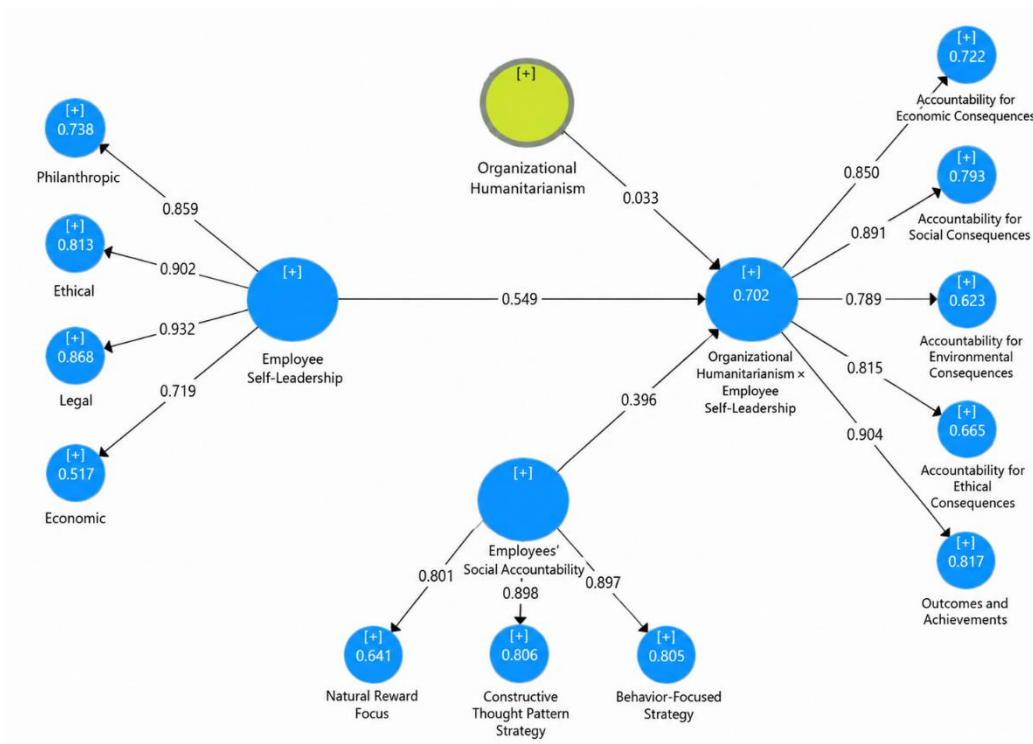 [+]
0.738
Philanthropic
0.859
[+]
0.813
Ethical
0.902
[+]
0.868
Legal
0.932
[+]
0.517
Economic
0.719
[+]
Employee
Self-Leadership
0.549
[+]
Organizational
Humanitarianism
0.033
[+]
0.702
Organizational
Humanitarianism ×
Employee
Self-Leadership
0.396
[+]
Employees'
Social Accountability
0.801
0.898
0.897
[+]
0.641
Natural Reward
Focus
[+]
0.806
Constructive
Thought Pattern
Strategy
[+]
0.805
Behavior-Focused
Strategy
0.850
[+]
0.722
Accountability for
Economic Consequences
0.891
[+]
0.793
Accountability for
Social Consequences
0.789
[+]
0.623
Accountability for
Environmental
Consequences
0.815
[+]
0.665
Accountability for
Ethical
Consequences
0.904
[+]
0.817
Outcomes and
Achievements